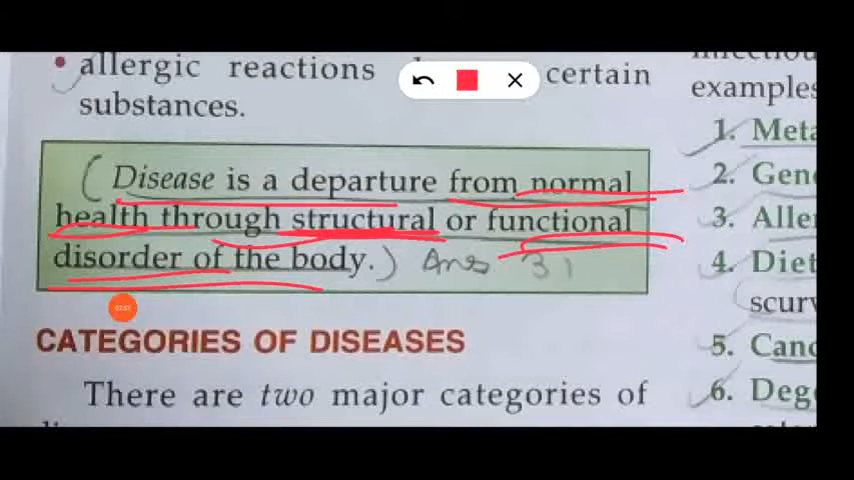 • allergic reactions certain
substances.
(Disease is a departure from normal
health through structural or functional
disorder of the body.) Ans 31
CATEGORIES OF DISEASES
There are two major categories of
examples
1. Meta
2. Gen
3. Aller
4. Diet
scurv
5. Canc
6. Deg